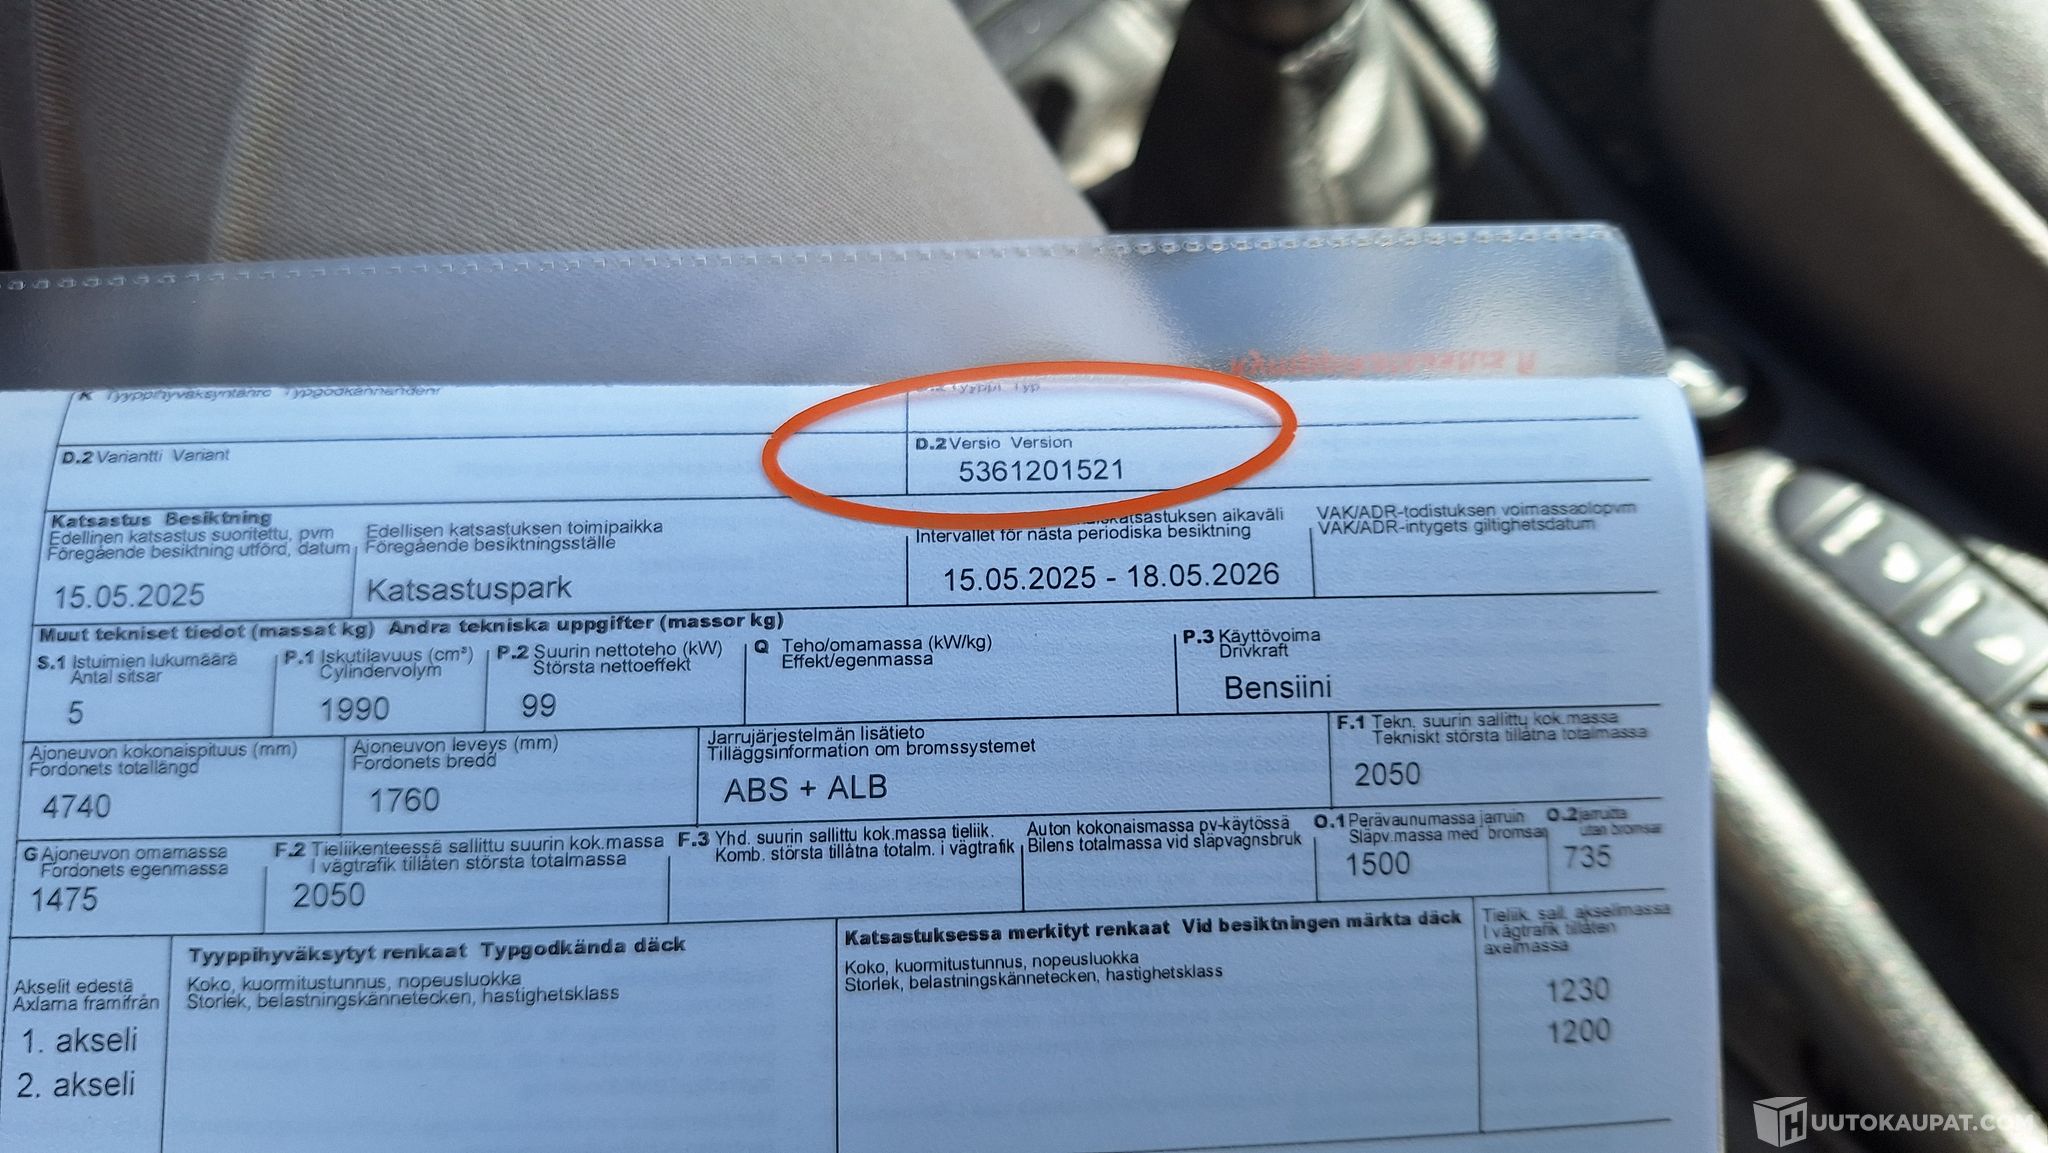 K Tyyppihyväksyntänro Typgodkännandenr
Tyyppi Typ
D.2 Variantti Variant
D.2 Versio Version
5361201521
Katsastus Besiktning
Edellinen katsastus suoritettu, pvm
Föregående besiktning utförd, datum
15.05.2025
Edellisen katsastuksen toimipaikka
Föregående besiktningsställe
Katsastuspark
katsastuksen aikaväli
Intervallet för nästa periodiska besiktning
15.05.2025 - 18.05.2026
VAK/ADR-todistuksen voimassaolopvm
VAK/ADR-intygets giltighetsdatum
Muut tekniset tiedot (massat kg) Andra tekniska uppgifter (massor kg)
S.1 Istuimien lukumäärä
Antal sitsar
5
P.1 Iskutilavuus (cm³)
Cylindervolym
1990
P.2 Suurin nettoteho (kW)
Största nettoeffekt
99
Q Teho/omamassa (kW/kg)
Effekt/egenmassa
P.3 Käyttövoima
Drivkraft
Bensiini
Ajoneuvon kokonaispituus (mm)
Fordonets totallängd
4740
Ajoneuvon leveys (mm)
Fordonets bredd
1760
Jarrujärjestelmän lisätieto
Tilläggsinformation om bromssystemet
ABS + ALB
F.1 Tekn. suurin sallittu kok.massa
Tekniskt största tillåtna totalmassa
2050
G Ajoneuvon omamassa
Fordonets egenmassa
1475
F.2 Tieliikenteessä sallittu suurin kok.massa
I vägtrafik tillåten största totalmassa
2050
F.3 Yhd. suurin sallittu kok.massa tieliik.
Komb. största tillåtna totalm. i vägtrafik
Auton kokonaismassa pv-käytössä
Bilens totalmassa vid släpvagnsbruk
O.1 Perävaunumassa jarruin
Släpv.massa med bromsar
1500
O.2 jarruitta
utan bromsar
735
Akselit edestä
Axlarna framifrån
1. akseli
2. akseli
Tyyppihyväksytyt renkaat Typgodkända däck
Koko, kuormitustunnus, nopeusluokka
Storlek, belastningskännetecken, hastighetsklass
Katsastuksessa merkityt renkaat Vid besiktningen märkta däck
Koko, kuormitustunnus, nopeusluokka
Storlek, belastningskännetecken, hastighetsklass
Tieliik. sall. akselimassa
I vägtrafik tillåten
axelmassa
1230
1200
HUUTOKAUPAT.COM